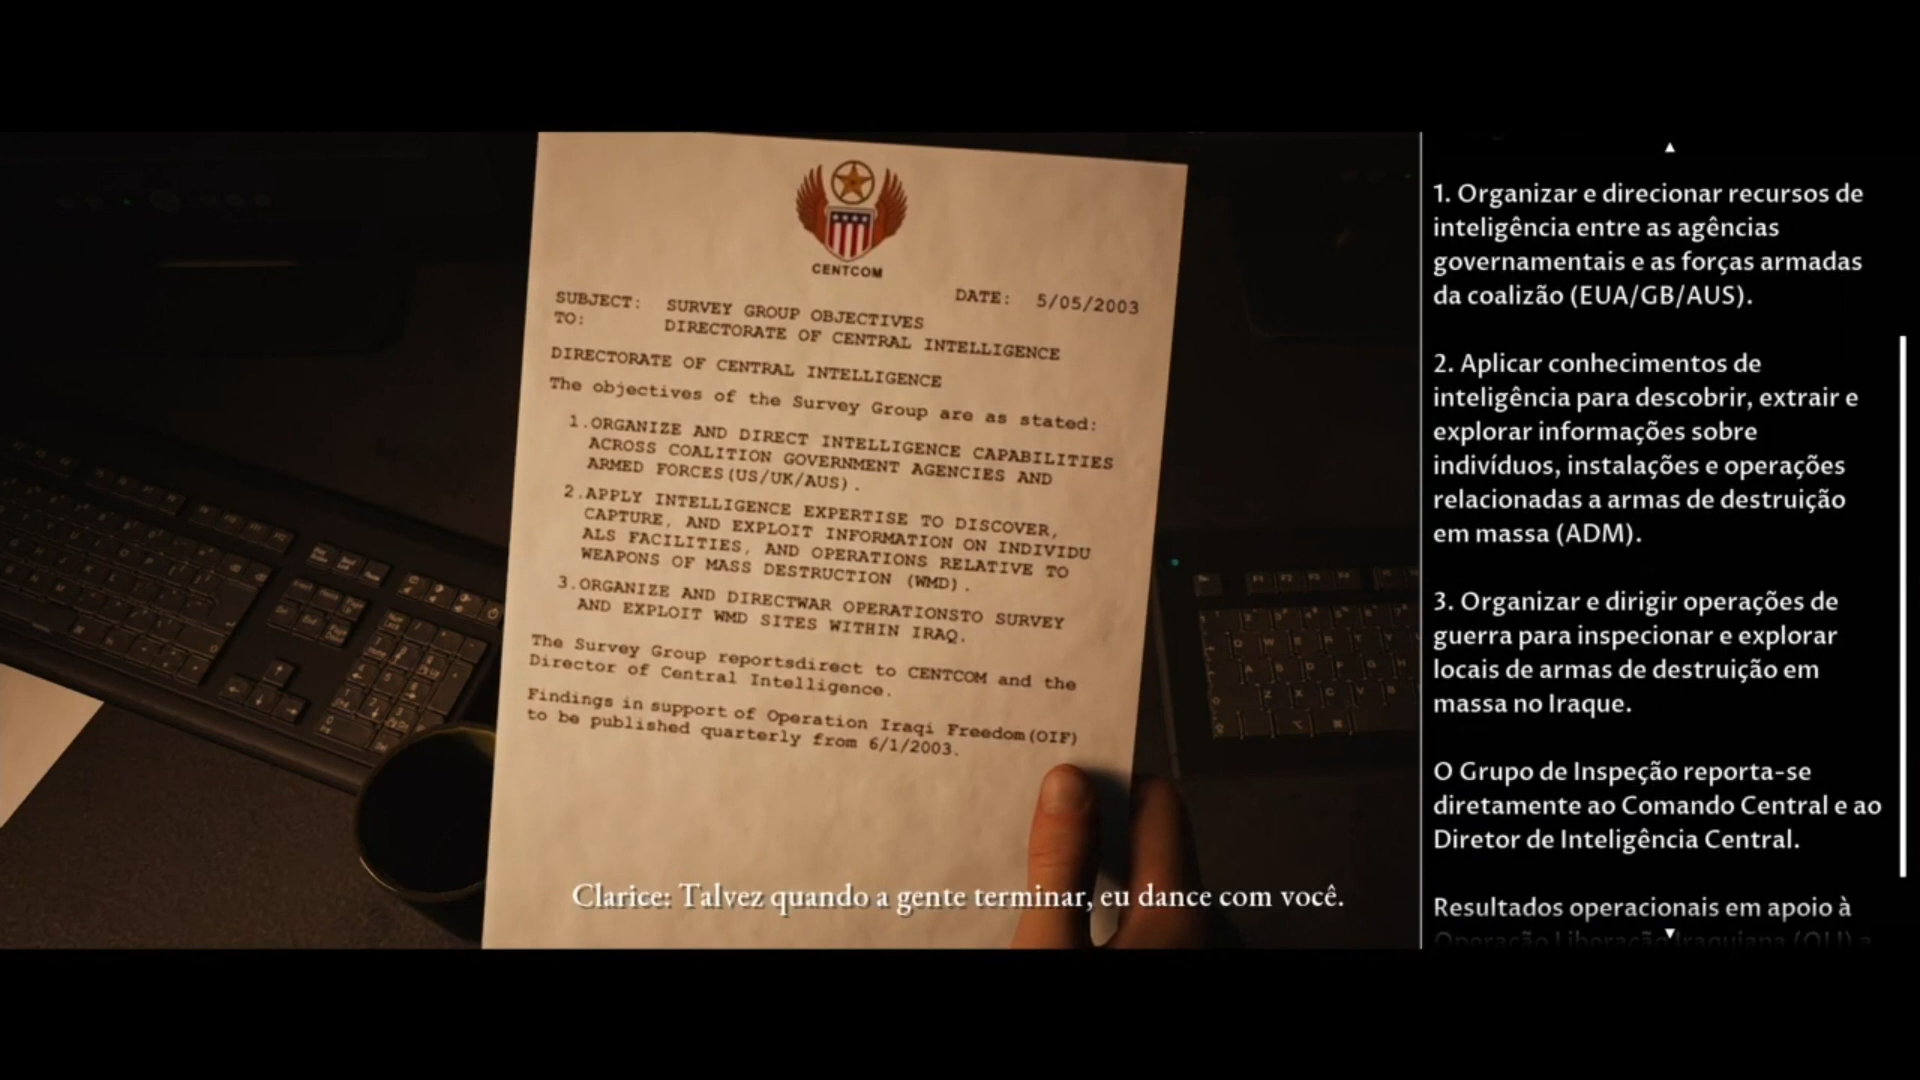 CENTCOM
DATE: 5/05/2003
SUBJECT: SURVEY GROUP OBJECTIVES
TO: DIRECTORATE OF CENTRAL INTELLIGENCE
DIRECTORATE OF CENTRAL INTELLIGENCE
The objectives of the Survey Group are as stated:
1.ORGANIZE AND DIRECT INTELLIGENCE CAPABILITIES
ACROSS COALITION GOVERNMENT AGENCIES AND
ARMED FORCES(US/UK/AUS).
2.APPLY INTELLIGENCE EXPERTISE TO DISCOVER,
CAPTURE, AND EXPLOIT INFORMATION ON INDIVIDU
ALS FACILITIES, AND OPERATIONS RELATIVE TO
WEAPONS OF MASS DESTRUCTION (WMD).
3.ORGANIZE AND DIRECTWAR OPERATIONSTO SURVEY
AND EXPLOIT WMD SITES WITHIN IRAQ.
The Survey Group reportsdirect to CENTCOM and the
Director of Central Intelligence.
Findings in support of Operation Iraqi Freedom(OIF)
to be published quarterly from 6/1/2003.
Clarice: Talvez quando a gente terminar, eu dance com você.
1. Organizar e direcionar recursos de
inteligência entre as agências
governamentais e as forças armadas
da coalizão (EUA/GB/AUS).
2. Aplicar conhecimentos de
inteligência para descobrir, extrair e
explorar informações sobre
indivíduos, instalações e operações
relacionadas a armas de destruição
em massa (ADM).
3. Organizar e dirigir operações de
guerra para inspecionar e explorar
locais de armas de destruição em
massa no Iraque.
O Grupo de Inspeção reporta-se
diretamente ao Comando Central e ao
Diretor de Inteligência Central.
Resultados operacionais em apoio à